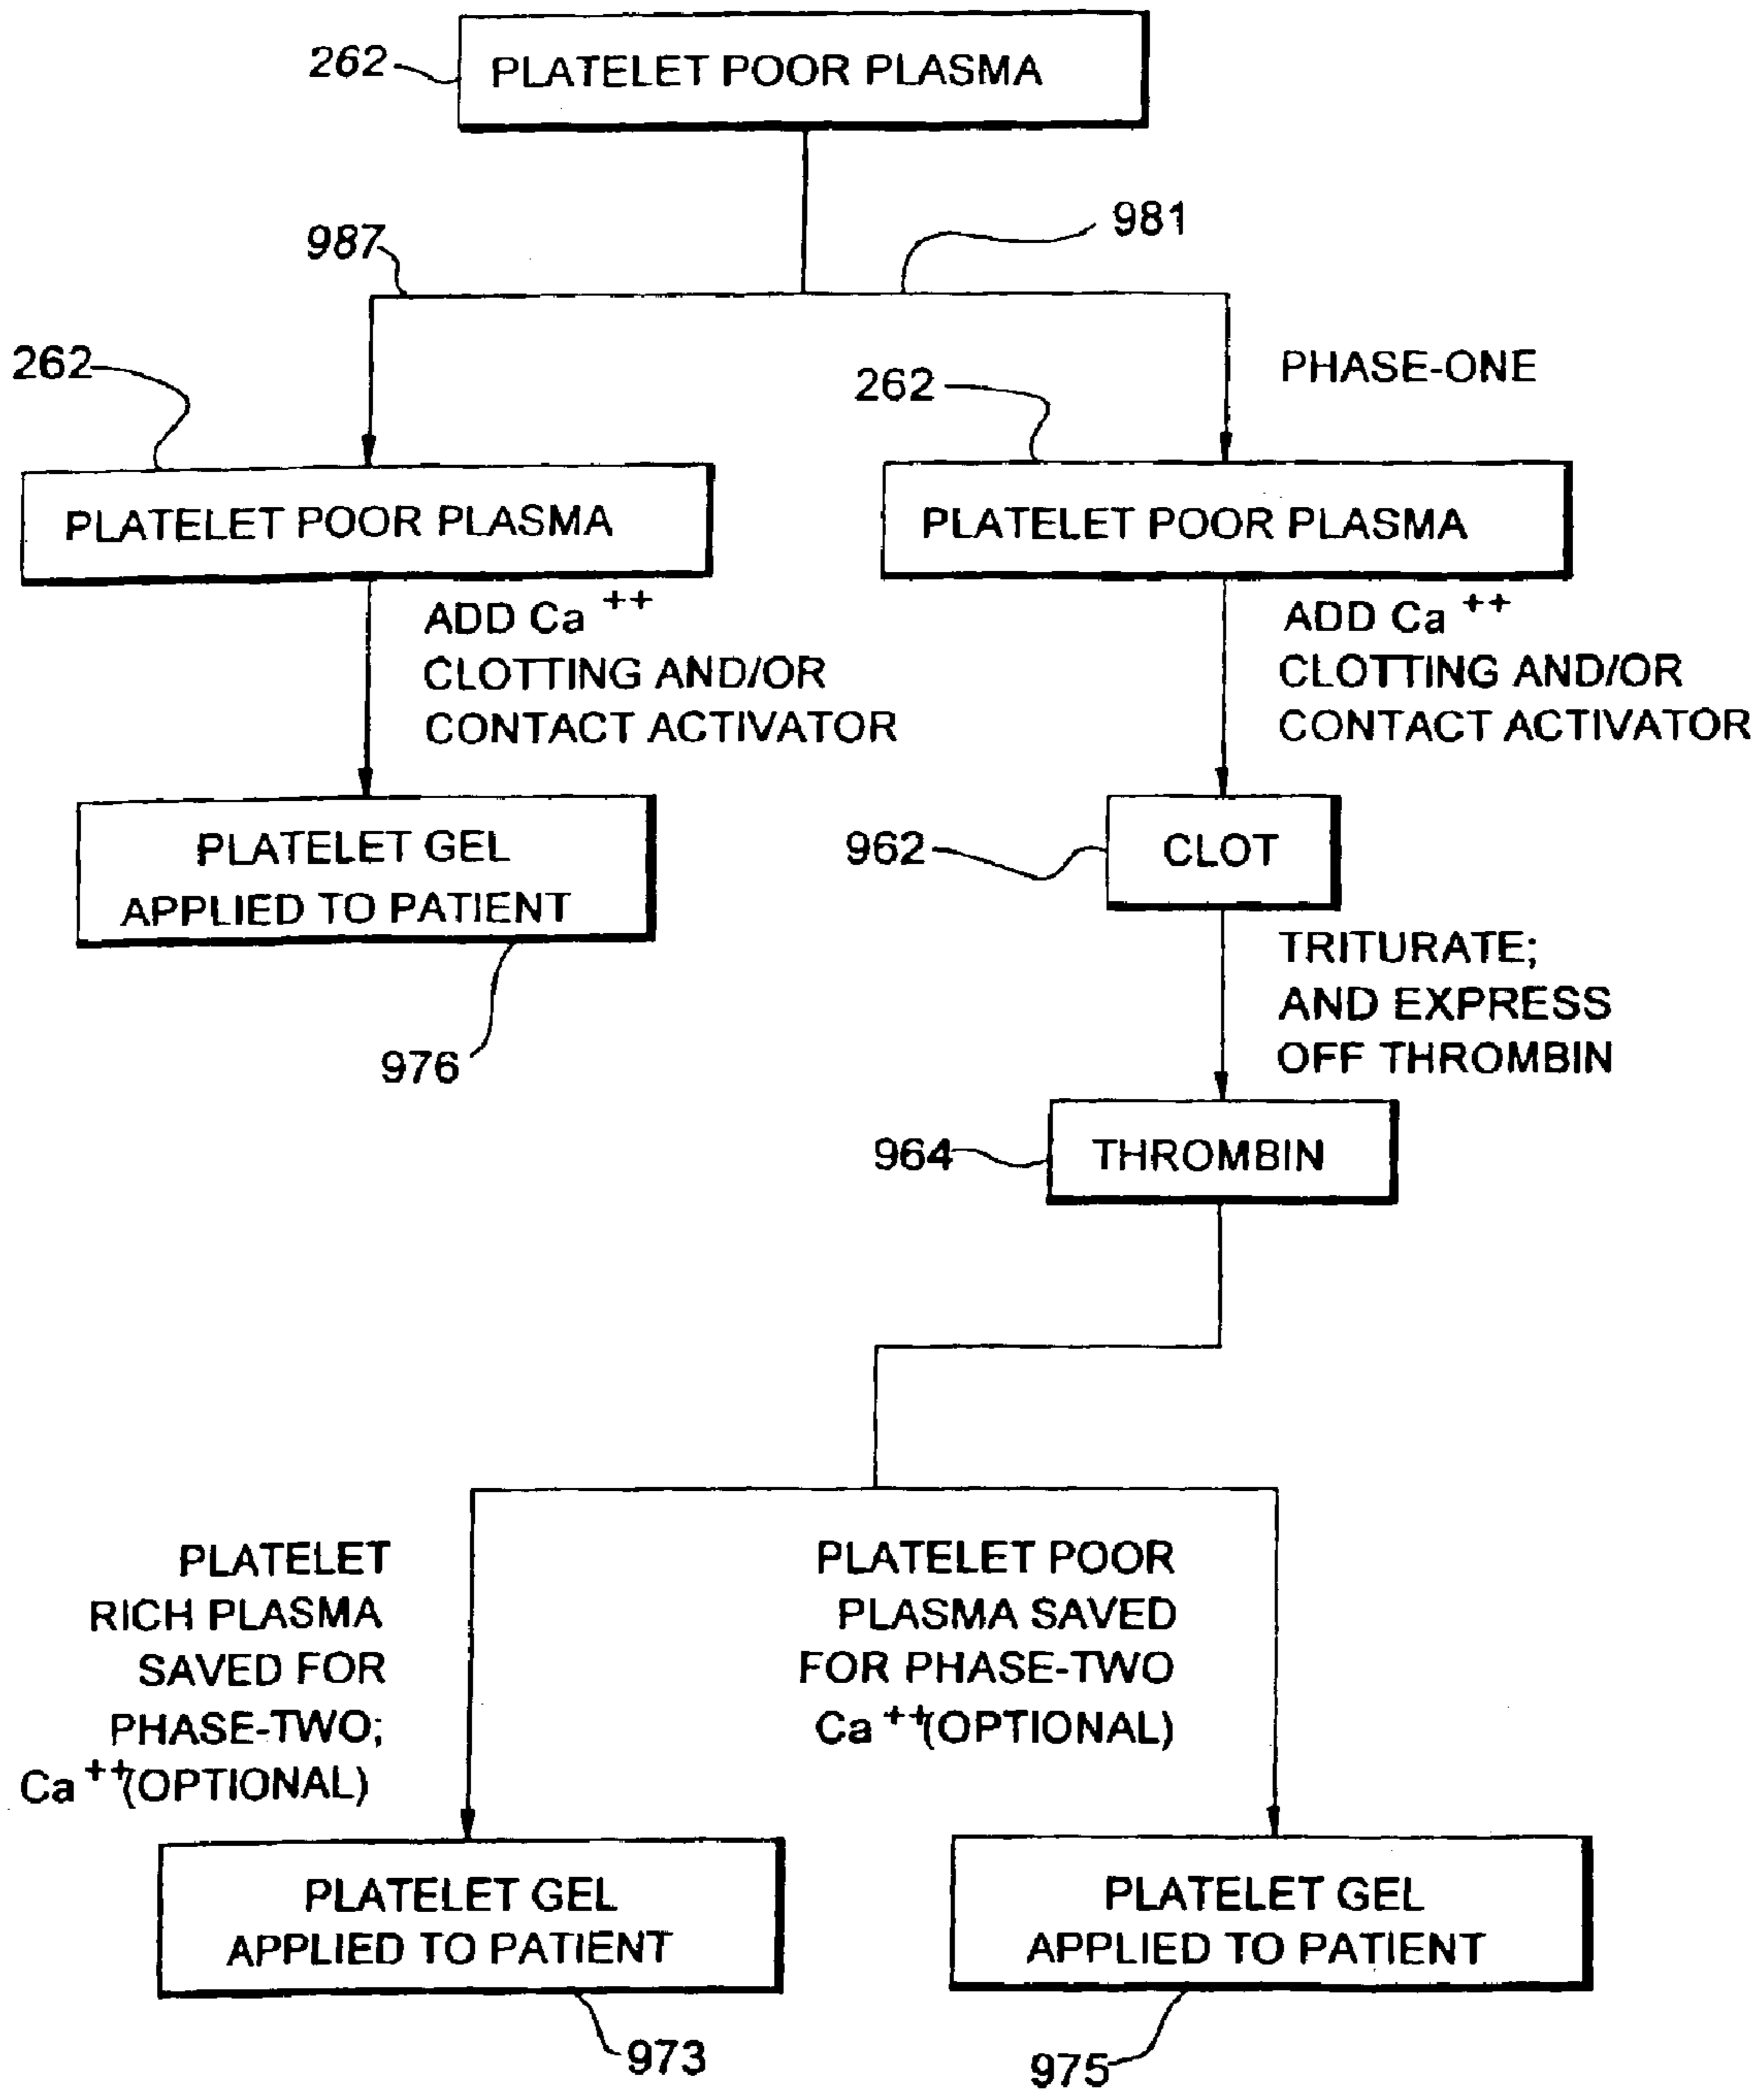 262
PLATELET POOR PLASMA
987
981
262
262
PHASE-ONE
PLATELET POOR PLASMA
PLATELET POOR PLASMA
ADD Ca ++
CLOTTING AND/OR
CONTACT ACTIVATOR
ADD Ca ++
CLOTTING AND/OR
CONTACT ACTIVATOR
PLATELET GEL
APPLIED TO PATIENT
976
962
CLOT
TRITURATE;
AND EXPRESS
OFF THROMBIN
964
THROMBIN
PLATELET
RICH PLASMA
SAVED FOR
PHASE-TWO;
Ca ++(OPTIONAL)
PLATELET POOR
PLASMA SAVED
FOR PHASE-TWO
Ca ++(OPTIONAL)
PLATELET GEL
APPLIED TO PATIENT
973
PLATELET GEL
APPLIED TO PATIENT
975